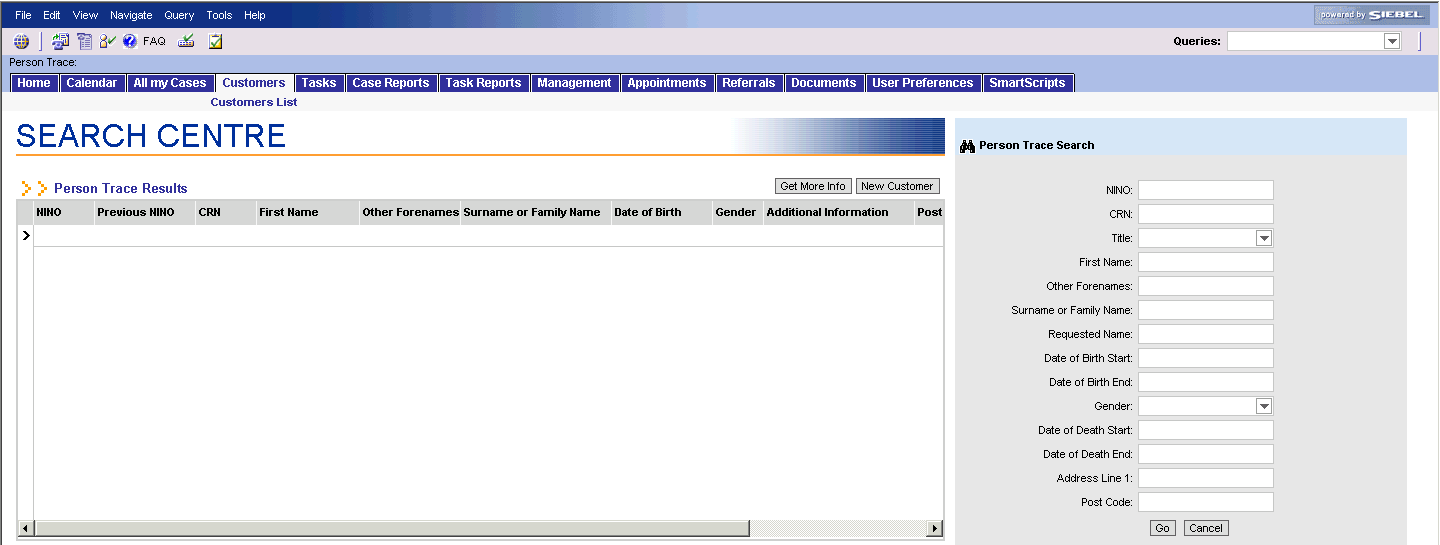 File Edit View Navigate Query Tools Help
powered by SIEBEL
FAQ
Queries:
Person Trace:
Home Calendar All my Cases Customers Tasks Case Reports Task Reports Management Appointments Referrals Documents User Preferences SmartScripts
Customers List
SEARCH CENTRE
Person Trace Results
Get More Info New Customer
NINO Previous NINO CRN First Name Other Forenames Surname or Family Name Date of Birth Gender Additional Information Post
Person Trace Search
NINO:
CRN:
Title:
First Name:
Other Forenames:
Surname or Family Name:
Requested Name:
Date of Birth Start:
Date of Birth End:
Gender:
Date of Death Start:
Date of Death End:
Address Line 1:
Post Code:
Go Cancel